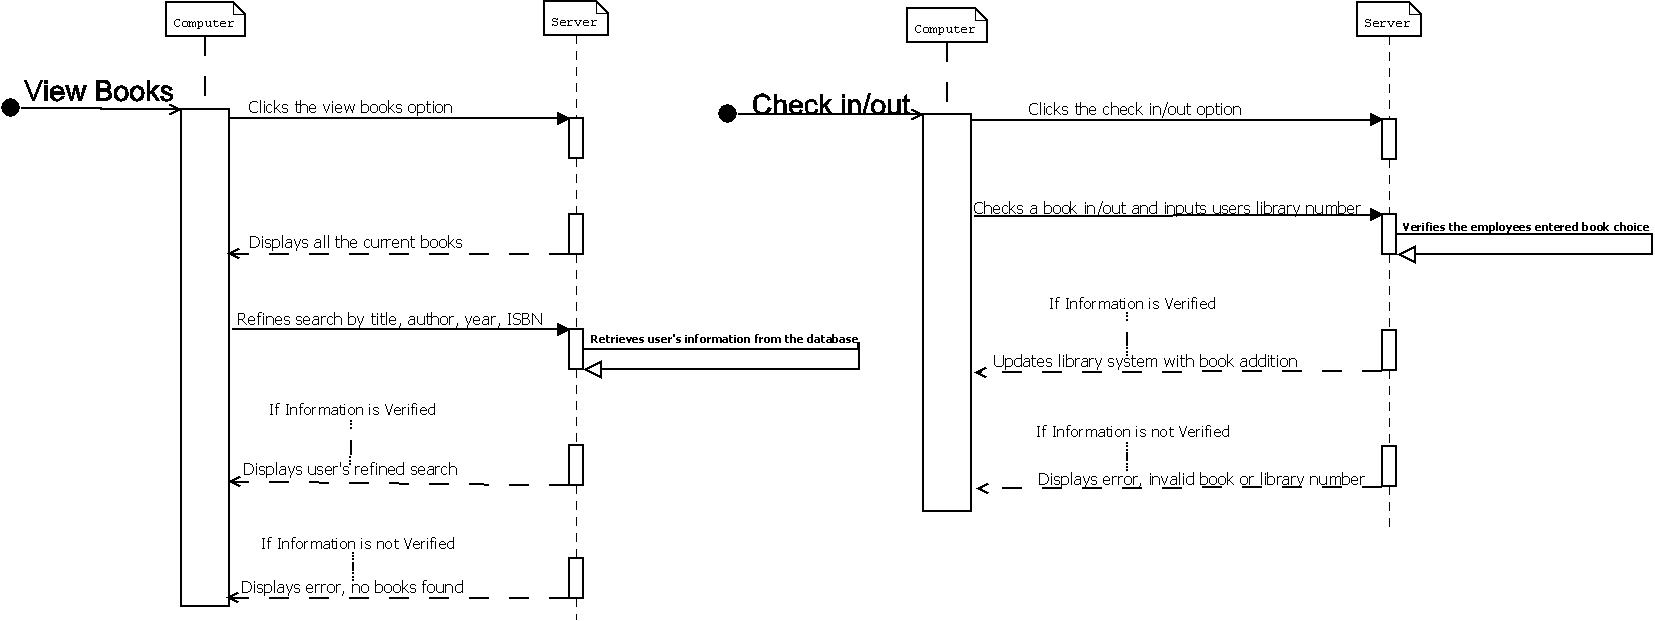 Computer
Server
View Books
Clicks the view books option
Displays all the current books
Refines search by title, author, year, ISBN
Retrieves user's information from the database
If Information is Verified
Displays user's refined search
If Information is not Verified
Displays error, no books found
Computer
Server
Check in/out
Clicks the check in/out option
Checks a book in/out and inputs users library number
Verifies the employees entered book choice
If Information is Verified
Updates library system with book addition
If Information is not Verified
Displays error, invalid book or library number